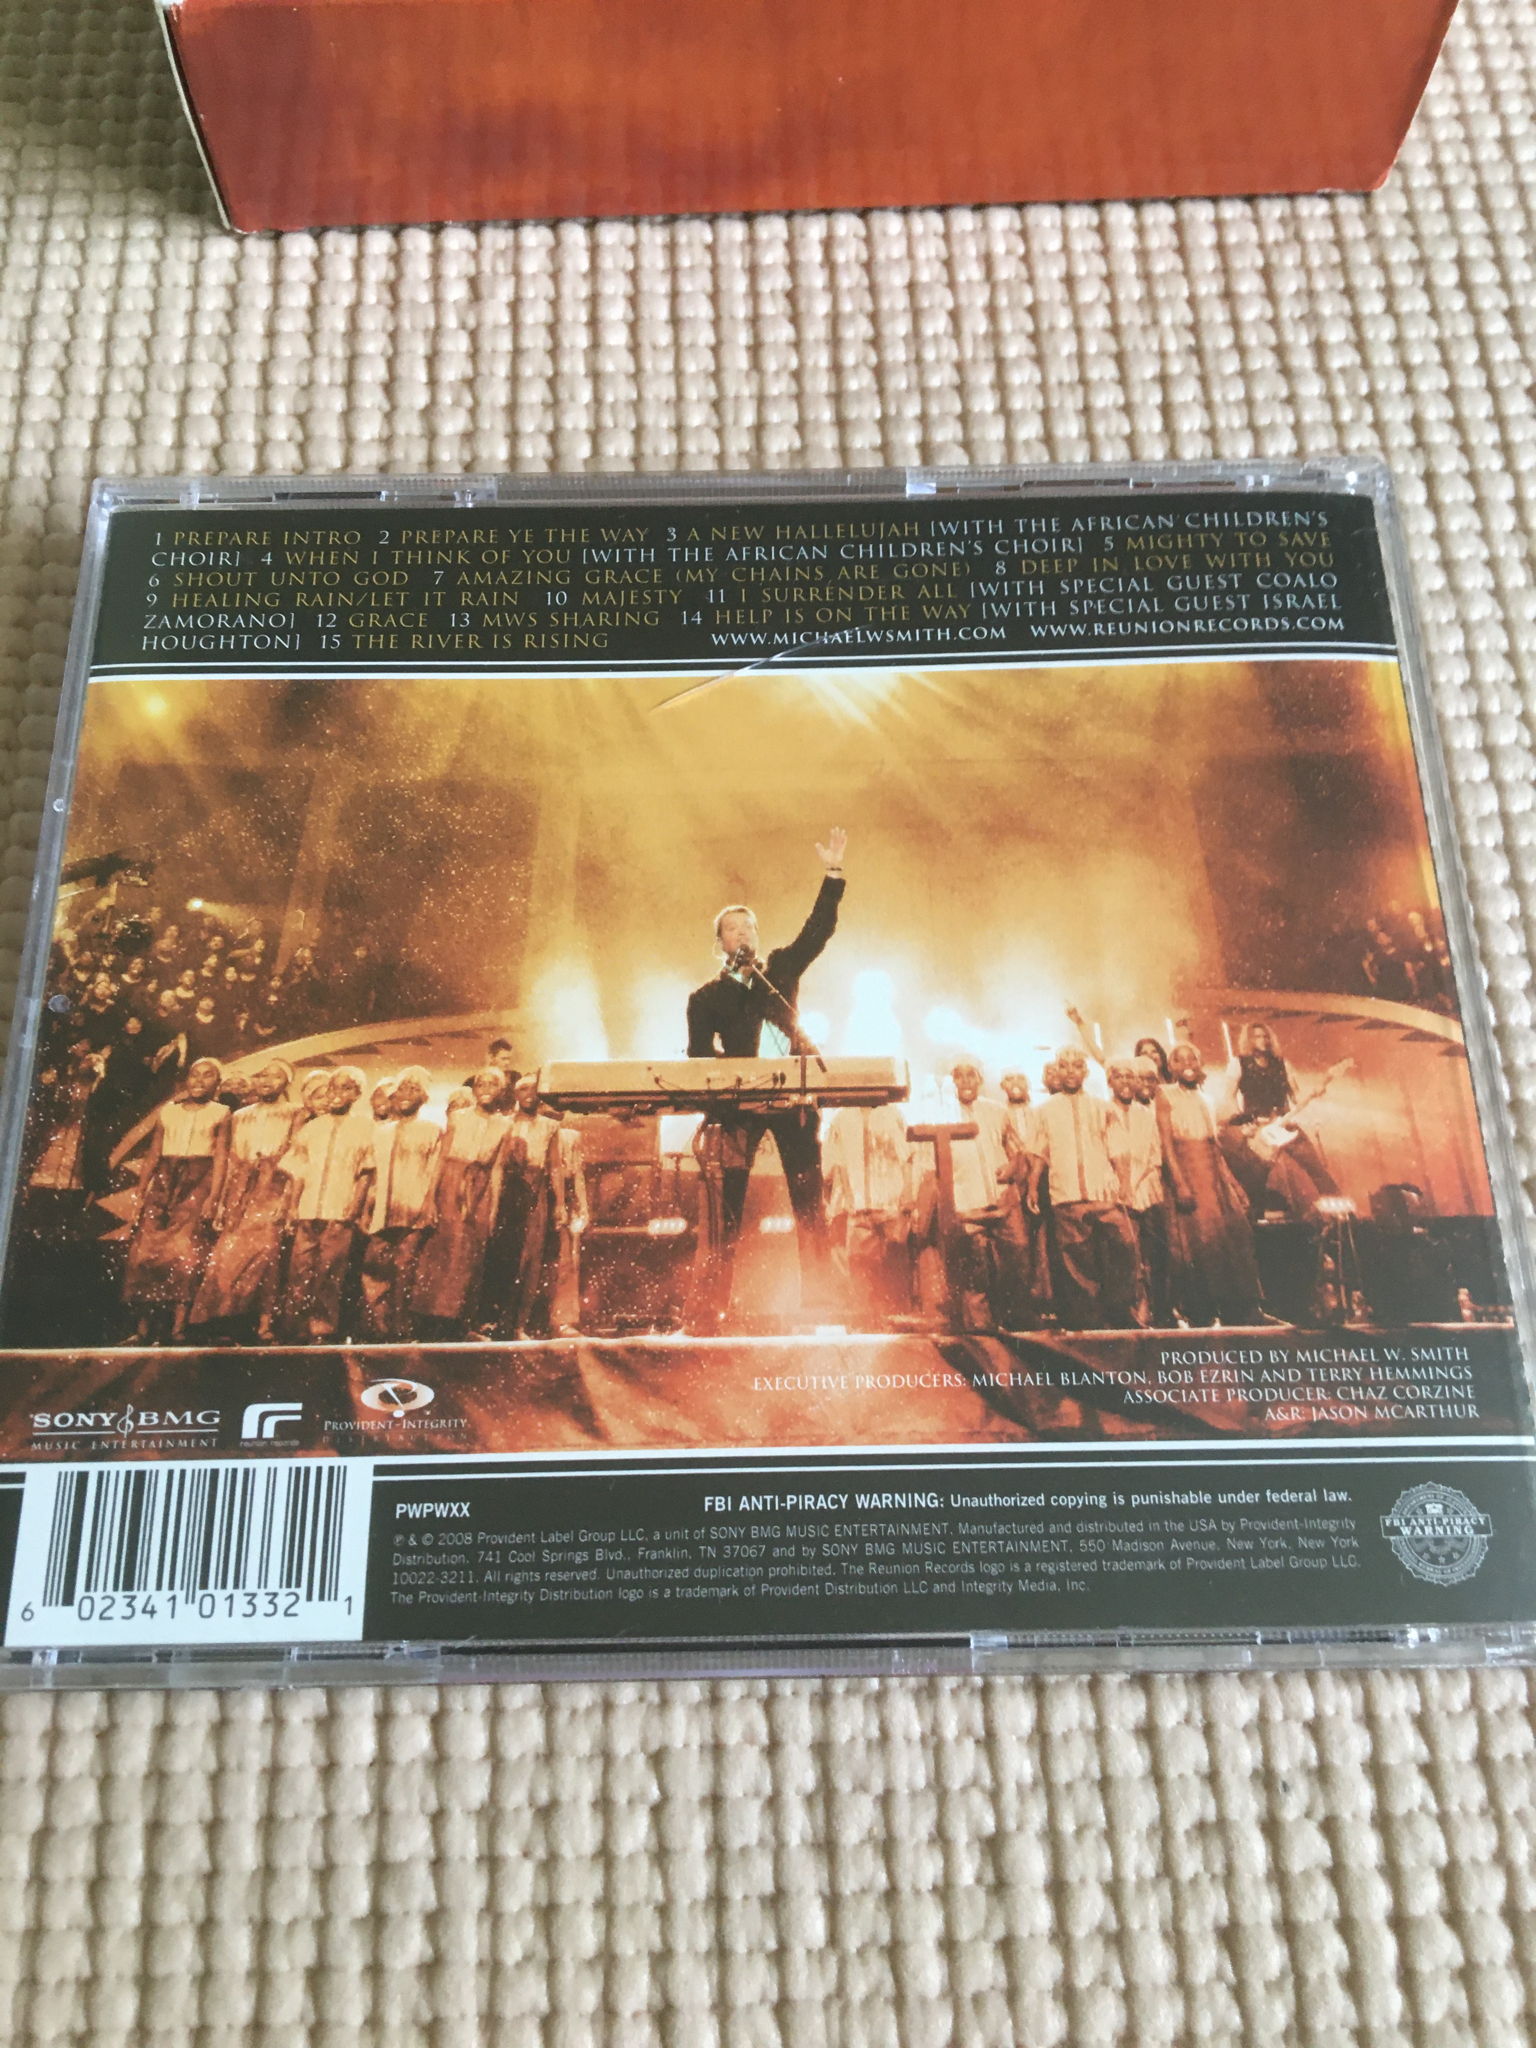 1 PREPARE INTRO 2 PREPARE YE THE WAY 3 A NEW HALLELUJAH [WITH THE AFRICAN CHILDREN'S
CHOIR] 4 WHEN I THINK OF YOU [WITH THE AFRICAN CHILDREN'S CHOIR] 5 MIGHTY TO SAVE
6 SHOUT UNTO GOD 7 AMAZING GRACE (MY CHAINS ARE GONE) 8 DEEP IN LOVE WITH YOU
9 HEALING RAIN/LET IT RAIN 10 MAJESTY 11 I SURRENDER ALL [WITH SPECIAL GUEST COALO
ZAMORANO] 12 GRACE 13 MWS SHARING 14 HELP IS ON THE WAY [WITH SPECIAL GUEST ISRAEL
HOUGHTON] 15 THE RIVER IS RISING WWW.MICHAELWSMITH.COM WWW.REUNIONRECORDS.COM
PRODUCED BY MICHAEL W. SMITH
EXECUTIVE PRODUCERS: MICHAEL BLANTON, BOB EZRIN AND TERRY HEMMINGS
ASSOCIATE PRODUCER: CHAZ CORZINE
A&R: JASON MCARTHUR
SONY BMG
MUSIC ENTERTAINMENT
reunion records
PROVIDENT-INTEGRITY
DISTRIBUTION
PWPWXX
FBI ANTI-PIRACY WARNING: Unauthorized copying is punishable under federal law.
℗ & © 2008 Provident Label Group LLC, a unit of SONY BMG MUSIC ENTERTAINMENT. Manufactured and distributed in the USA by Provident-Integrity
Distribution, 741 Cool Springs Blvd., Franklin, TN 37067 and by SONY BMG MUSIC ENTERTAINMENT, 550 Madison Avenue, New York, New York
10022-3211. All rights reserved. Unauthorized duplication prohibited. The Reunion Records logo is a registered trademark of Provident Label Group LLC.
The Provident-Integrity Distribution logo is a trademark of Provident Distribution LLC and Integrity Media, Inc.
FBI ANTI-PIRACY
WARNING
6 02341 01332 1